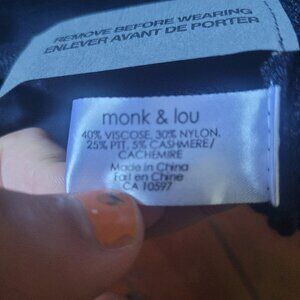 REMOVE BEFORE WEARING
ENLEVER AVANT DE PORTER
monk & lou
40% VISCOSE, 30% NYLON,
25% PTT, 5% CASHMERE/
CACHEMIRE
Made in China
Fait en Chine
CA 10597